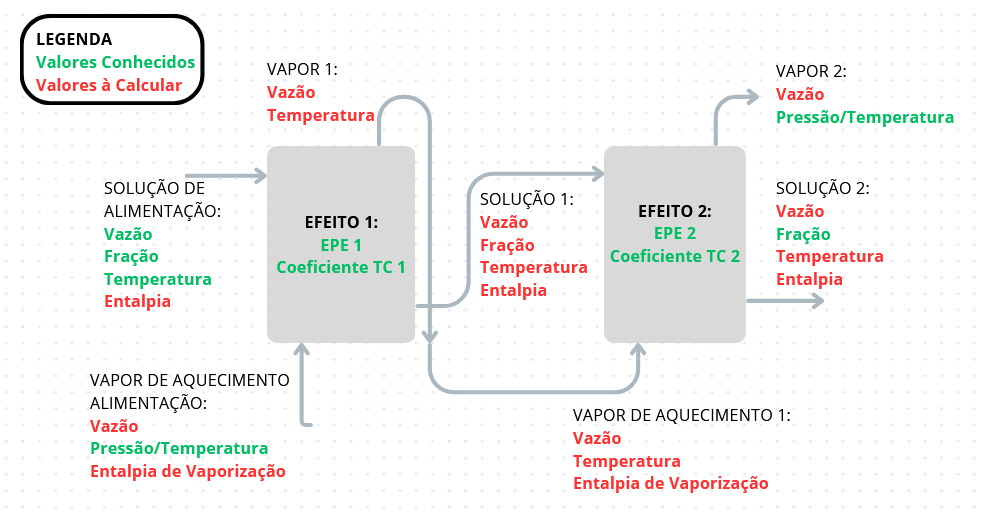 LEGENDA
Valores Conhecidos
Valores à Calcular
VAPOR 1:
Vazão
Temperatura
VAPOR 2:
Vazão
Pressão/Temperatura
SOLUÇÃO DE
ALIMENTAÇÃO:
Vazão
Fração
Temperatura
Entalpia
EFEITO 1:
EPE 1
Coeficiente TC 1
SOLUÇÃO 1:
Vazão
Fração
Temperatura
Entalpia
EFEITO 2:
EPE 2
Coeficiente TC 2
SOLUÇÃO 2:
Vazão
Fração
Temperatura
Entalpia
VAPOR DE AQUECIMENTO
ALIMENTAÇÃO:
Vazão
Pressão/Temperatura
Entalpia de Vaporização
VAPOR DE AQUECIMENTO 1:
Vazão
Temperatura
Entalpia de Vaporização